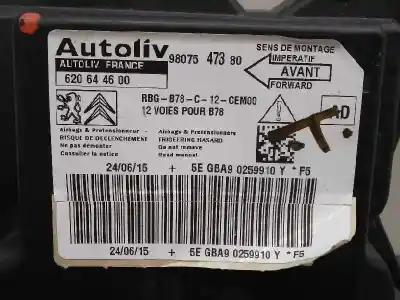 Autoliv
98075 473 80
SENS DE MONTAGE
IMPERATIF
AUTOLIV FRANCE
AVANT
620 64 46 00
FORWARD
RBG-B78-C-12-CEM00
12 VOIES POUR B78
AD
Airbags & Pretensionneur
RISQUE DE DECLENCHEMENT
Ne pas démonter
Consulter la notice
Airbags & Pretensioners
TRIGGERING HASARD
Do not remove
Read manual
24/06/15 + 5E GBA9 0259910 Y *F5
24/06/15 + 5E GBA9 0259910 Y *F5